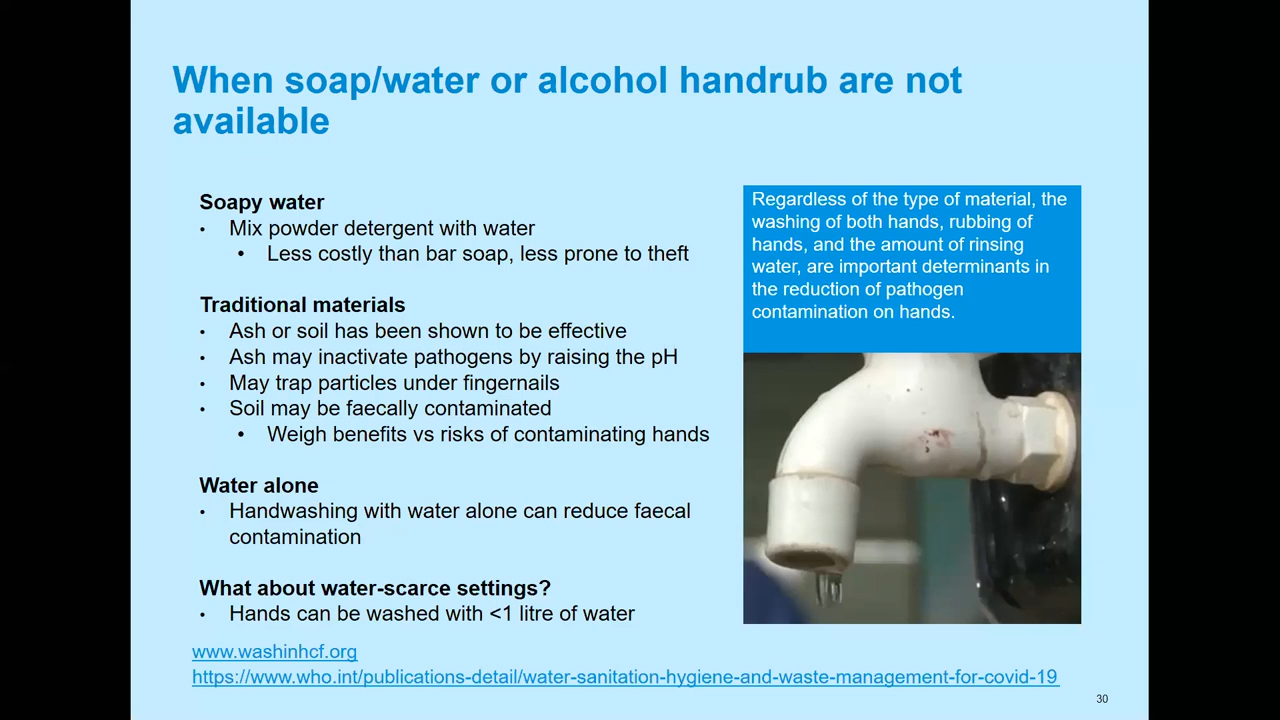 When soap/water or alcohol handrub are not
available
Soapy water
• Mix powder detergent with water
• Less costly than bar soap, less prone to theft
Traditional materials
• Ash or soil has been shown to be effective
• Ash may inactivate pathogens by raising the pH
• May trap particles under fingernails
• Soil may be faecally contaminated
• Weigh benefits vs risks of contaminating hands
Water alone
• Handwashing with water alone can reduce faecal
contamination
What about water-scarce settings?
• Hands can be washed with <1 litre of water
Regardless of the type of material, the
washing of both hands, rubbing of
hands, and the amount of rinsing
water, are important determinants in
the reduction of pathogen
contamination on hands.
www.washinhcf.org
https://www.who.int/publications-detail/water-sanitation-hygiene-and-waste-management-for-covid-19
30